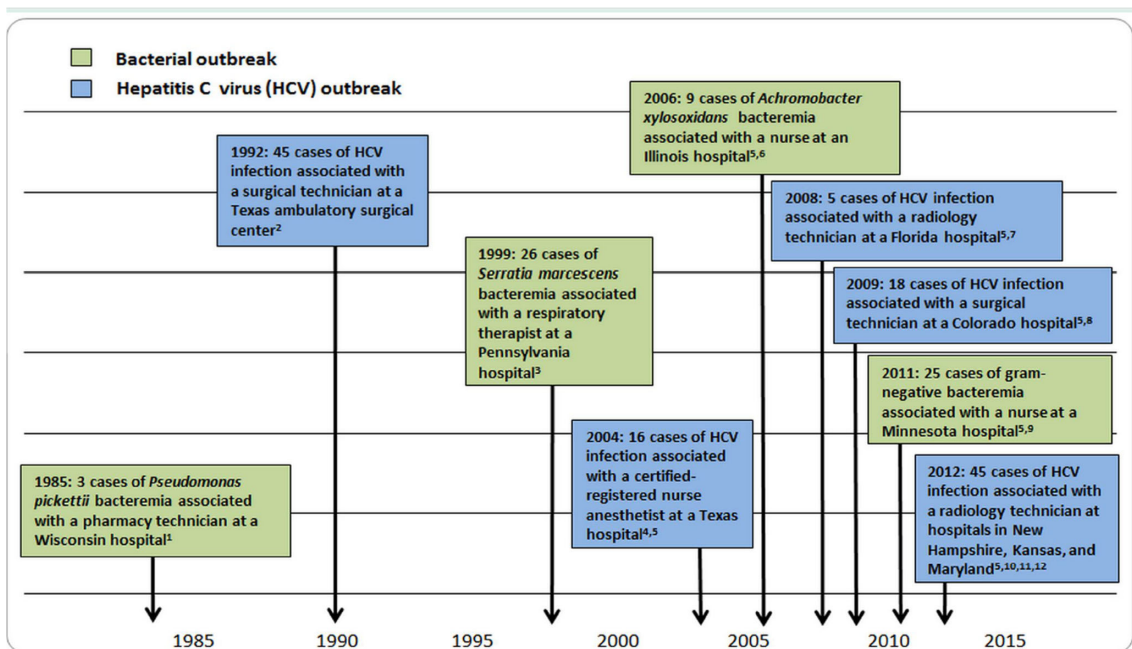 Bacterial outbreak
Hepatitis C virus (HCV) outbreak
2006: 9 cases of Achromobacter
xylosoxidans bacteremia
associated with a nurse at an
Illinois hospital5,6
1992: 45 cases of HCV
infection associated with
a surgical technician at a
Texas ambulatory surgical
center2
2008: 5 cases of HCV infection
associated with a radiology
technician at a Florida hospital5,7
1999: 26 cases of
Serratia marcescens
bacteremia associated
with a respiratory
therapist at a
Pennsylvania
hospital3
2009: 18 cases of HCV infection
associated with a surgical
technician at a Colorado hospital5,8
2011: 25 cases of gram-
negative bacteremia
associated with a nurse at a
Minnesota hospital5,9
2004: 16 cases of HCV
infection associated
with a certified-
registered nurse
anesthetist at a Texas
hospital4,5
1985: 3 cases of Pseudomonas
pickettii bacteremia associated
with a pharmacy technician at a
Wisconsin hospital1
2012: 45 cases of HCV
infection associated with
a radiology technician at
hospitals in New
Hampshire, Kansas, and
Maryland5,10,11,12
1985 1990 1995 2000 2005 2010 2015